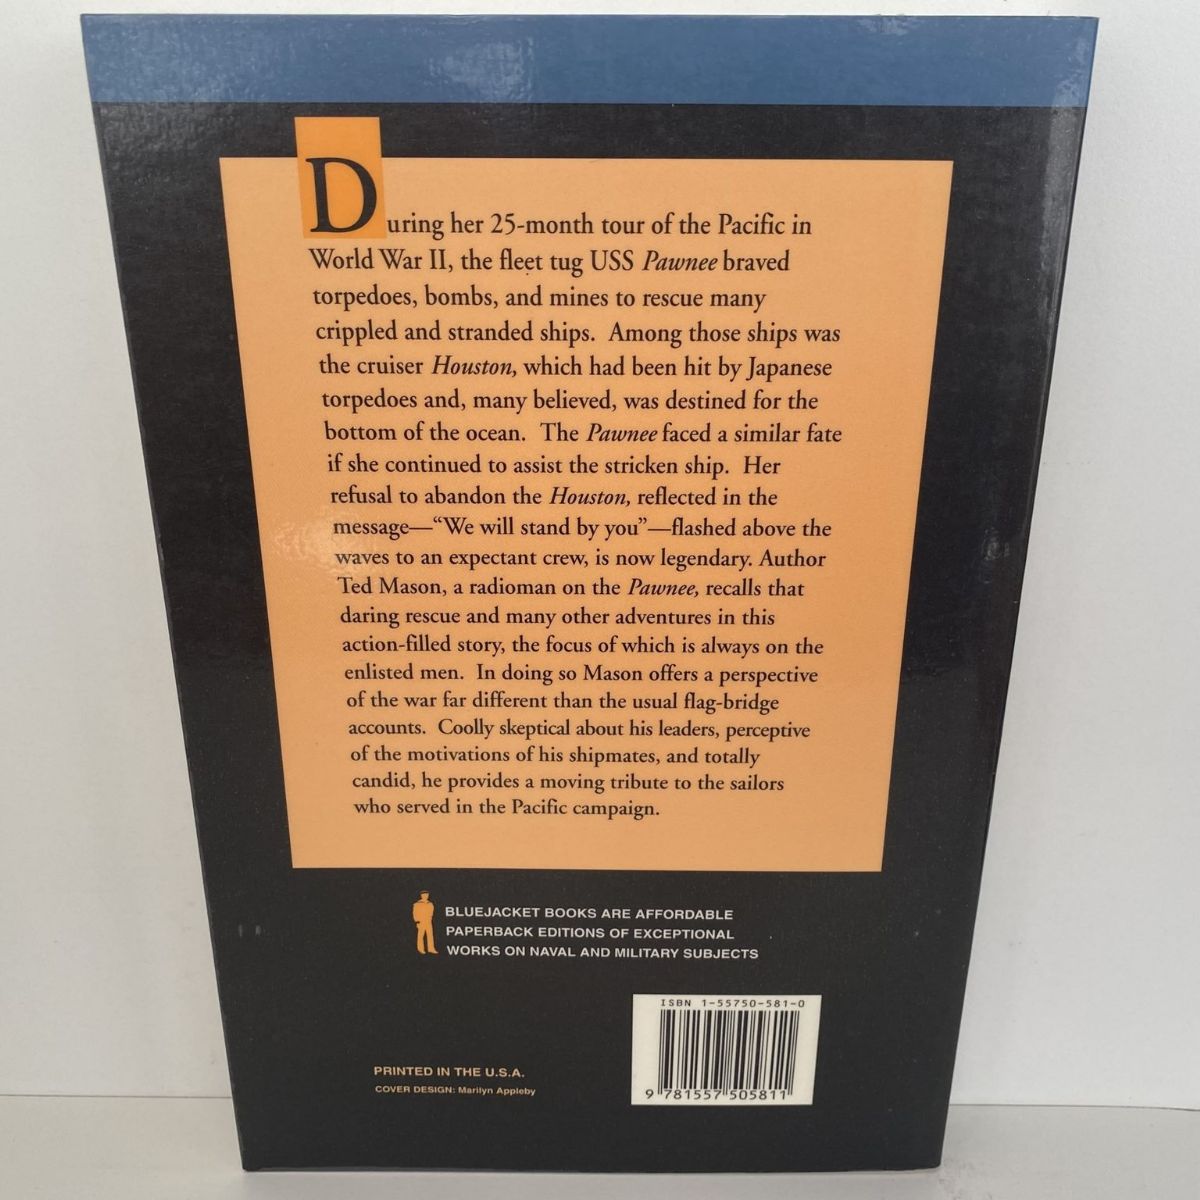 During her 25-month tour of the Pacific in
World War II, the fleet tug USS Pawnee braved
torpedoes, bombs, and mines to rescue many
crippled and stranded ships. Among those ships was
the cruiser Houston, which had been hit by Japanese
torpedoes and, many believed, was destined for the
bottom of the ocean. The Pawnee faced a similar fate
if she continued to assist the stricken ship. Her
refusal to abandon the Houston, reflected in the
message—“We will stand by you”—flashed above the
waves to an expectant crew, is now legendary. Author
Ted Mason, a radioman on the Pawnee, recalls that
daring rescue and many other adventures in this
action-filled story, the focus of which is always on the
enlisted men. In doing so Mason offers a perspective
of the war far different than the usual flag-bridge
accounts. Coolly skeptical about his leaders, perceptive
of the motivations of his shipmates, and totally
candid, he provides a moving tribute to the sailors
who served in the Pacific campaign.
BLUEJACKET BOOKS ARE AFFORDABLE
PAPERBACK EDITIONS OF EXCEPTIONAL
WORKS ON NAVAL AND MILITARY SUBJECTS
ISBN 1-55750-581-0
9 781557 505811
PRINTED IN THE U.S.A.
COVER DESIGN: Marilyn Appleby